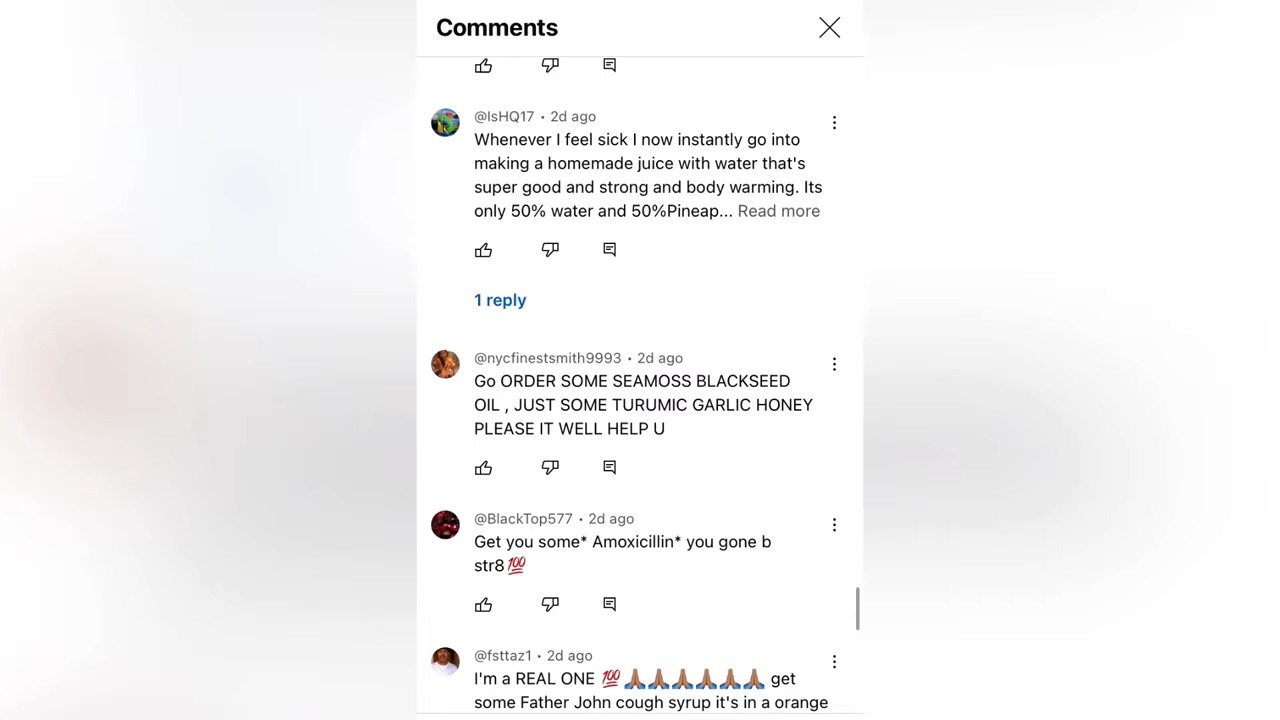 Comments
@IsHQ17 • 2d ago
Whenever I feel sick I now instantly go into
making a homemade juice with water that's
super good and strong and body warming. Its
only 50% water and 50%Pineap... Read more
1 reply
@nycfinestsmith9993 • 2d ago
Go ORDER SOME SEAMOSS BLACKSEED
OIL , JUST SOME TURUMIC GARLIC HONEY
PLEASE IT WELL HELP U
@BlackTop577 • 2d ago
Get you some* Amoxicillin* you gone b
str8💯
@fsttaz1 • 2d ago
I'm a REAL ONE 💯🙏🏽🙏🏽🙏🏽🙏🏽🙏🏽🙏🏽 get
some Father John cough syrup it's in a orange